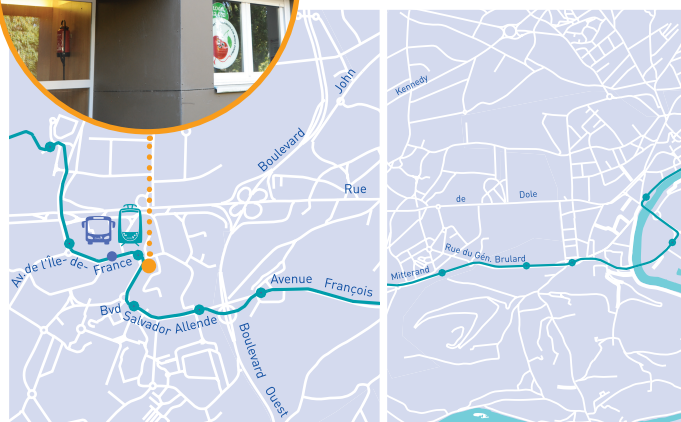 John
Kennedy
Boulevard
Rue
de
Dole
Av. de l'Île- de- France
Rue du Gén. Brulard
Mitterrand
Avenue
François
Bvd Salvador Allende
Boulevard Ouest